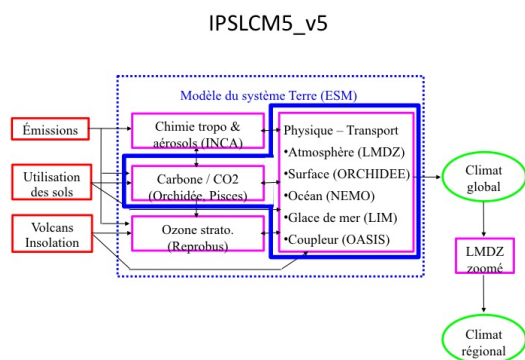 IPSLCM5_v5
Modèle du système Terre (ESM)
Émissions
Utilisation
des sols
Volcans
Insolation
Chimie tropo &
aérosols (INCA)
Carbone / CO2
(Orchidée, Pisces)
Ozone strato.
(Reprobus)
Physique – Transport
•Atmosphère (LMDZ)
•Surface (ORCHIDEE)
•Océan (NEMO)
•Glace de mer (LIM)
•Coupleur (OASIS)
Climat
global
LMDZ
zoomé
Climat
régional